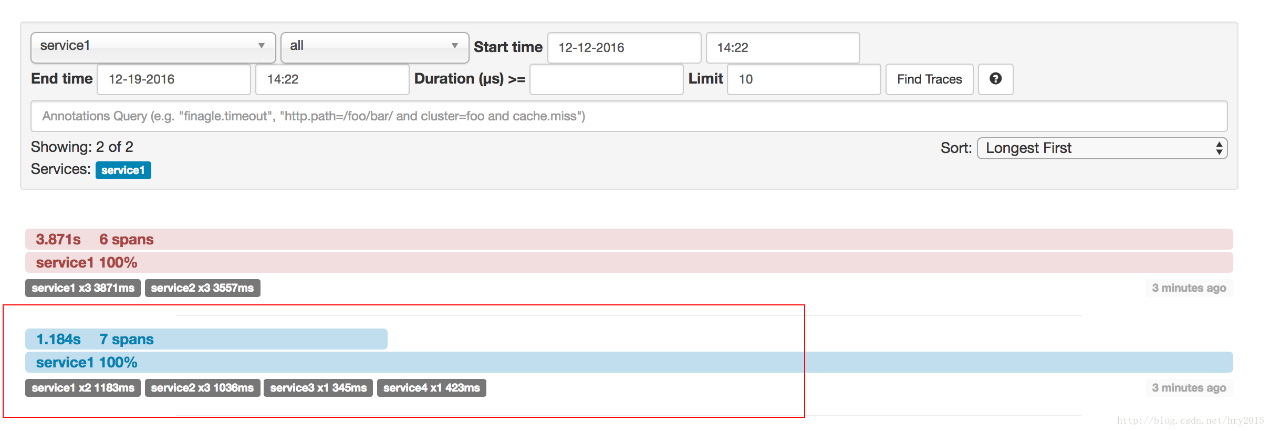 service1 all Start time 12-12-2016 14:22
End time 12-19-2016 14:22 Duration (μs) >= Limit 10 Find Traces ?
Annotations Query (e.g. "finagle.timeout", "http.path=/foo/bar/ and cluster=foo and cache.miss")
Showing: 2 of 2 Sort: Longest First
Services: service1
3.871s 6 spans
service1 100%
service1 x3 3871ms service2 x3 3557ms 3 minutes ago
1.184s 7 spans
service1 100%
service1 x2 1183ms service2 x3 1036ms service3 x1 345ms service4 x1 423ms 3 minutes ago
http://blog.csdn.net/hry2015